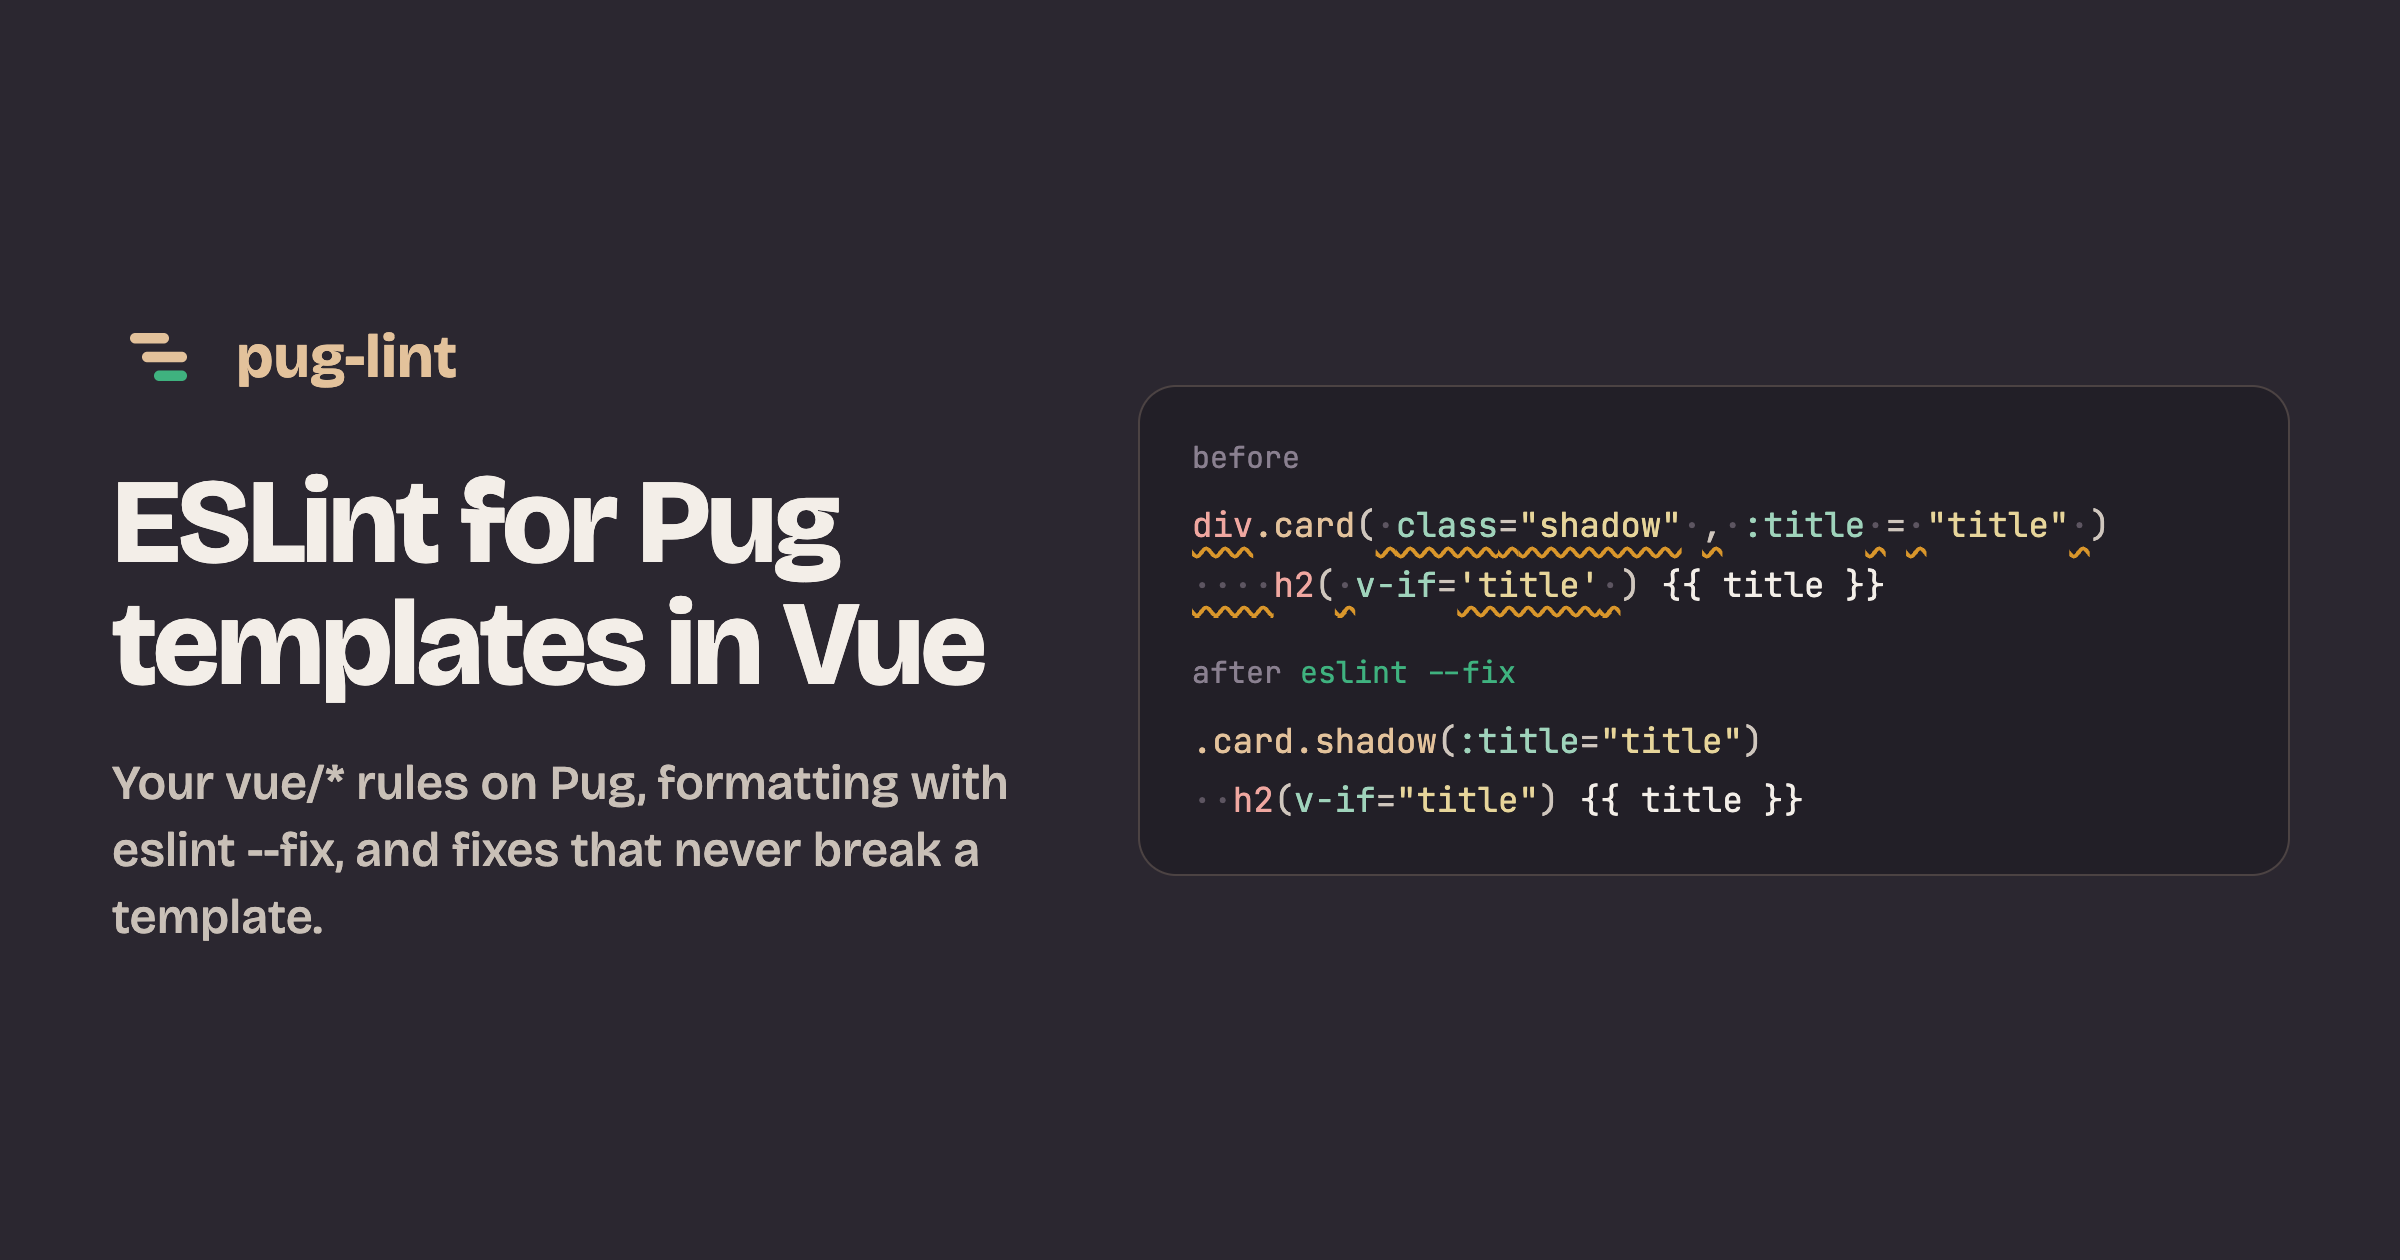 pug-lint
ESLint for Pug
templates in Vue
Your vue/* rules on Pug, formatting with
eslint --fix, and fixes that never break a
template.
before
div.card(·class="shadow"·,·:title·=·"title"·)
····h2(·v-if='title'·) {{ title }}
after eslint --fix
.card.shadow(:title="title")
··h2(v-if="title") {{ title }}